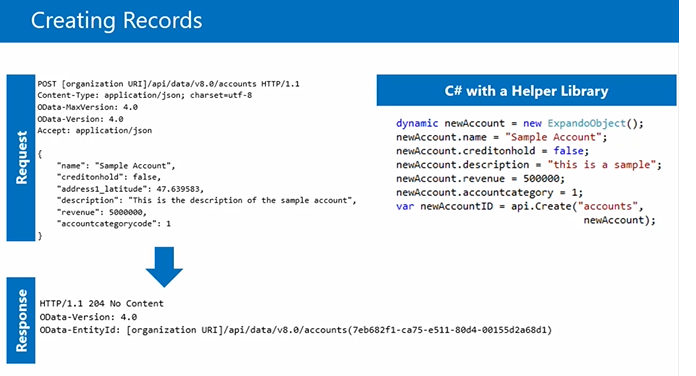 Creating Records
Request
POST [organization URI]/api/data/v8.0/accounts HTTP/1.1
Content-Type: application/json; charset=utf-8
OData-MaxVersion: 4.0
OData-Version: 4.0
Accept: application/json
{
"name": "Sample Account",
"creditonhold": false,
"address1_latitude": 47.639583,
"description": "This is the description of the sample account",
"revenue": 5000000,
"accountcategorycode": 1
}
C# with a Helper Library
dynamic newAccount = new ExpandoObject();
newAccount.name = "Sample Account";
newAccount.creditonhold = false;
newAccount.description = "this is a sample";
newAccount.revenue = 500000;
newAccount.accountcategory = 1;
var newAccountID = api.Create("accounts",
newAccount);
Response
HTTP/1.1 204 No Content
OData-Version: 4.0
OData-EntityId: [organization URI]/api/data/v8.0/accounts(7eb682f1-ca75-e511-80d4-00155d2a68d1)